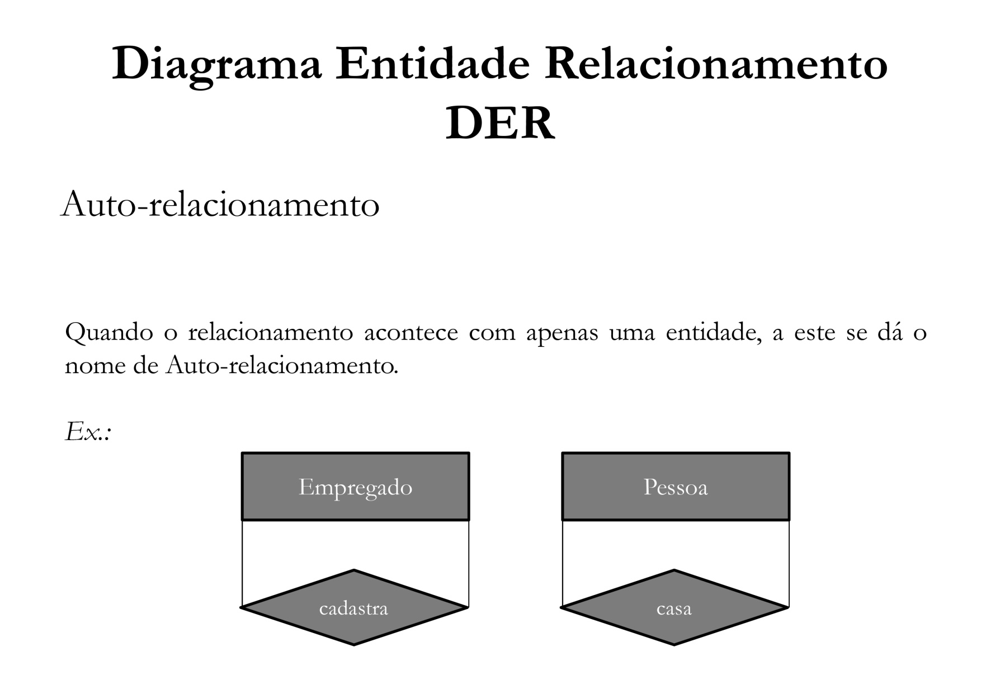 Diagrama Entidade Relacionamento
DER
Auto-relacionamento
Quando o relacionamento acontece com apenas uma entidade, a este se dá o
nome de Auto-relacionamento.
Ex.:
Empregado
Pessoa
cadastra
casa